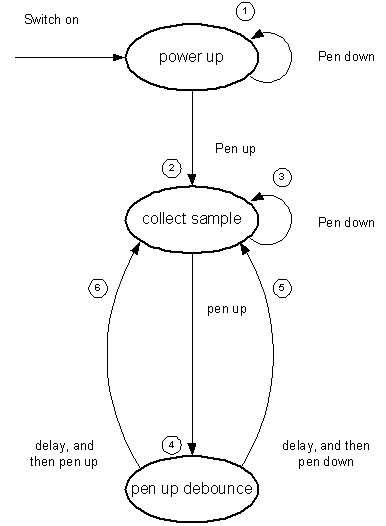 Switch on
1
power up
Pen down
Pen up
2
3
collect sample
Pen down
6
5
pen up
4
delay, and
then pen up
delay, and then
pen down
pen up debounce